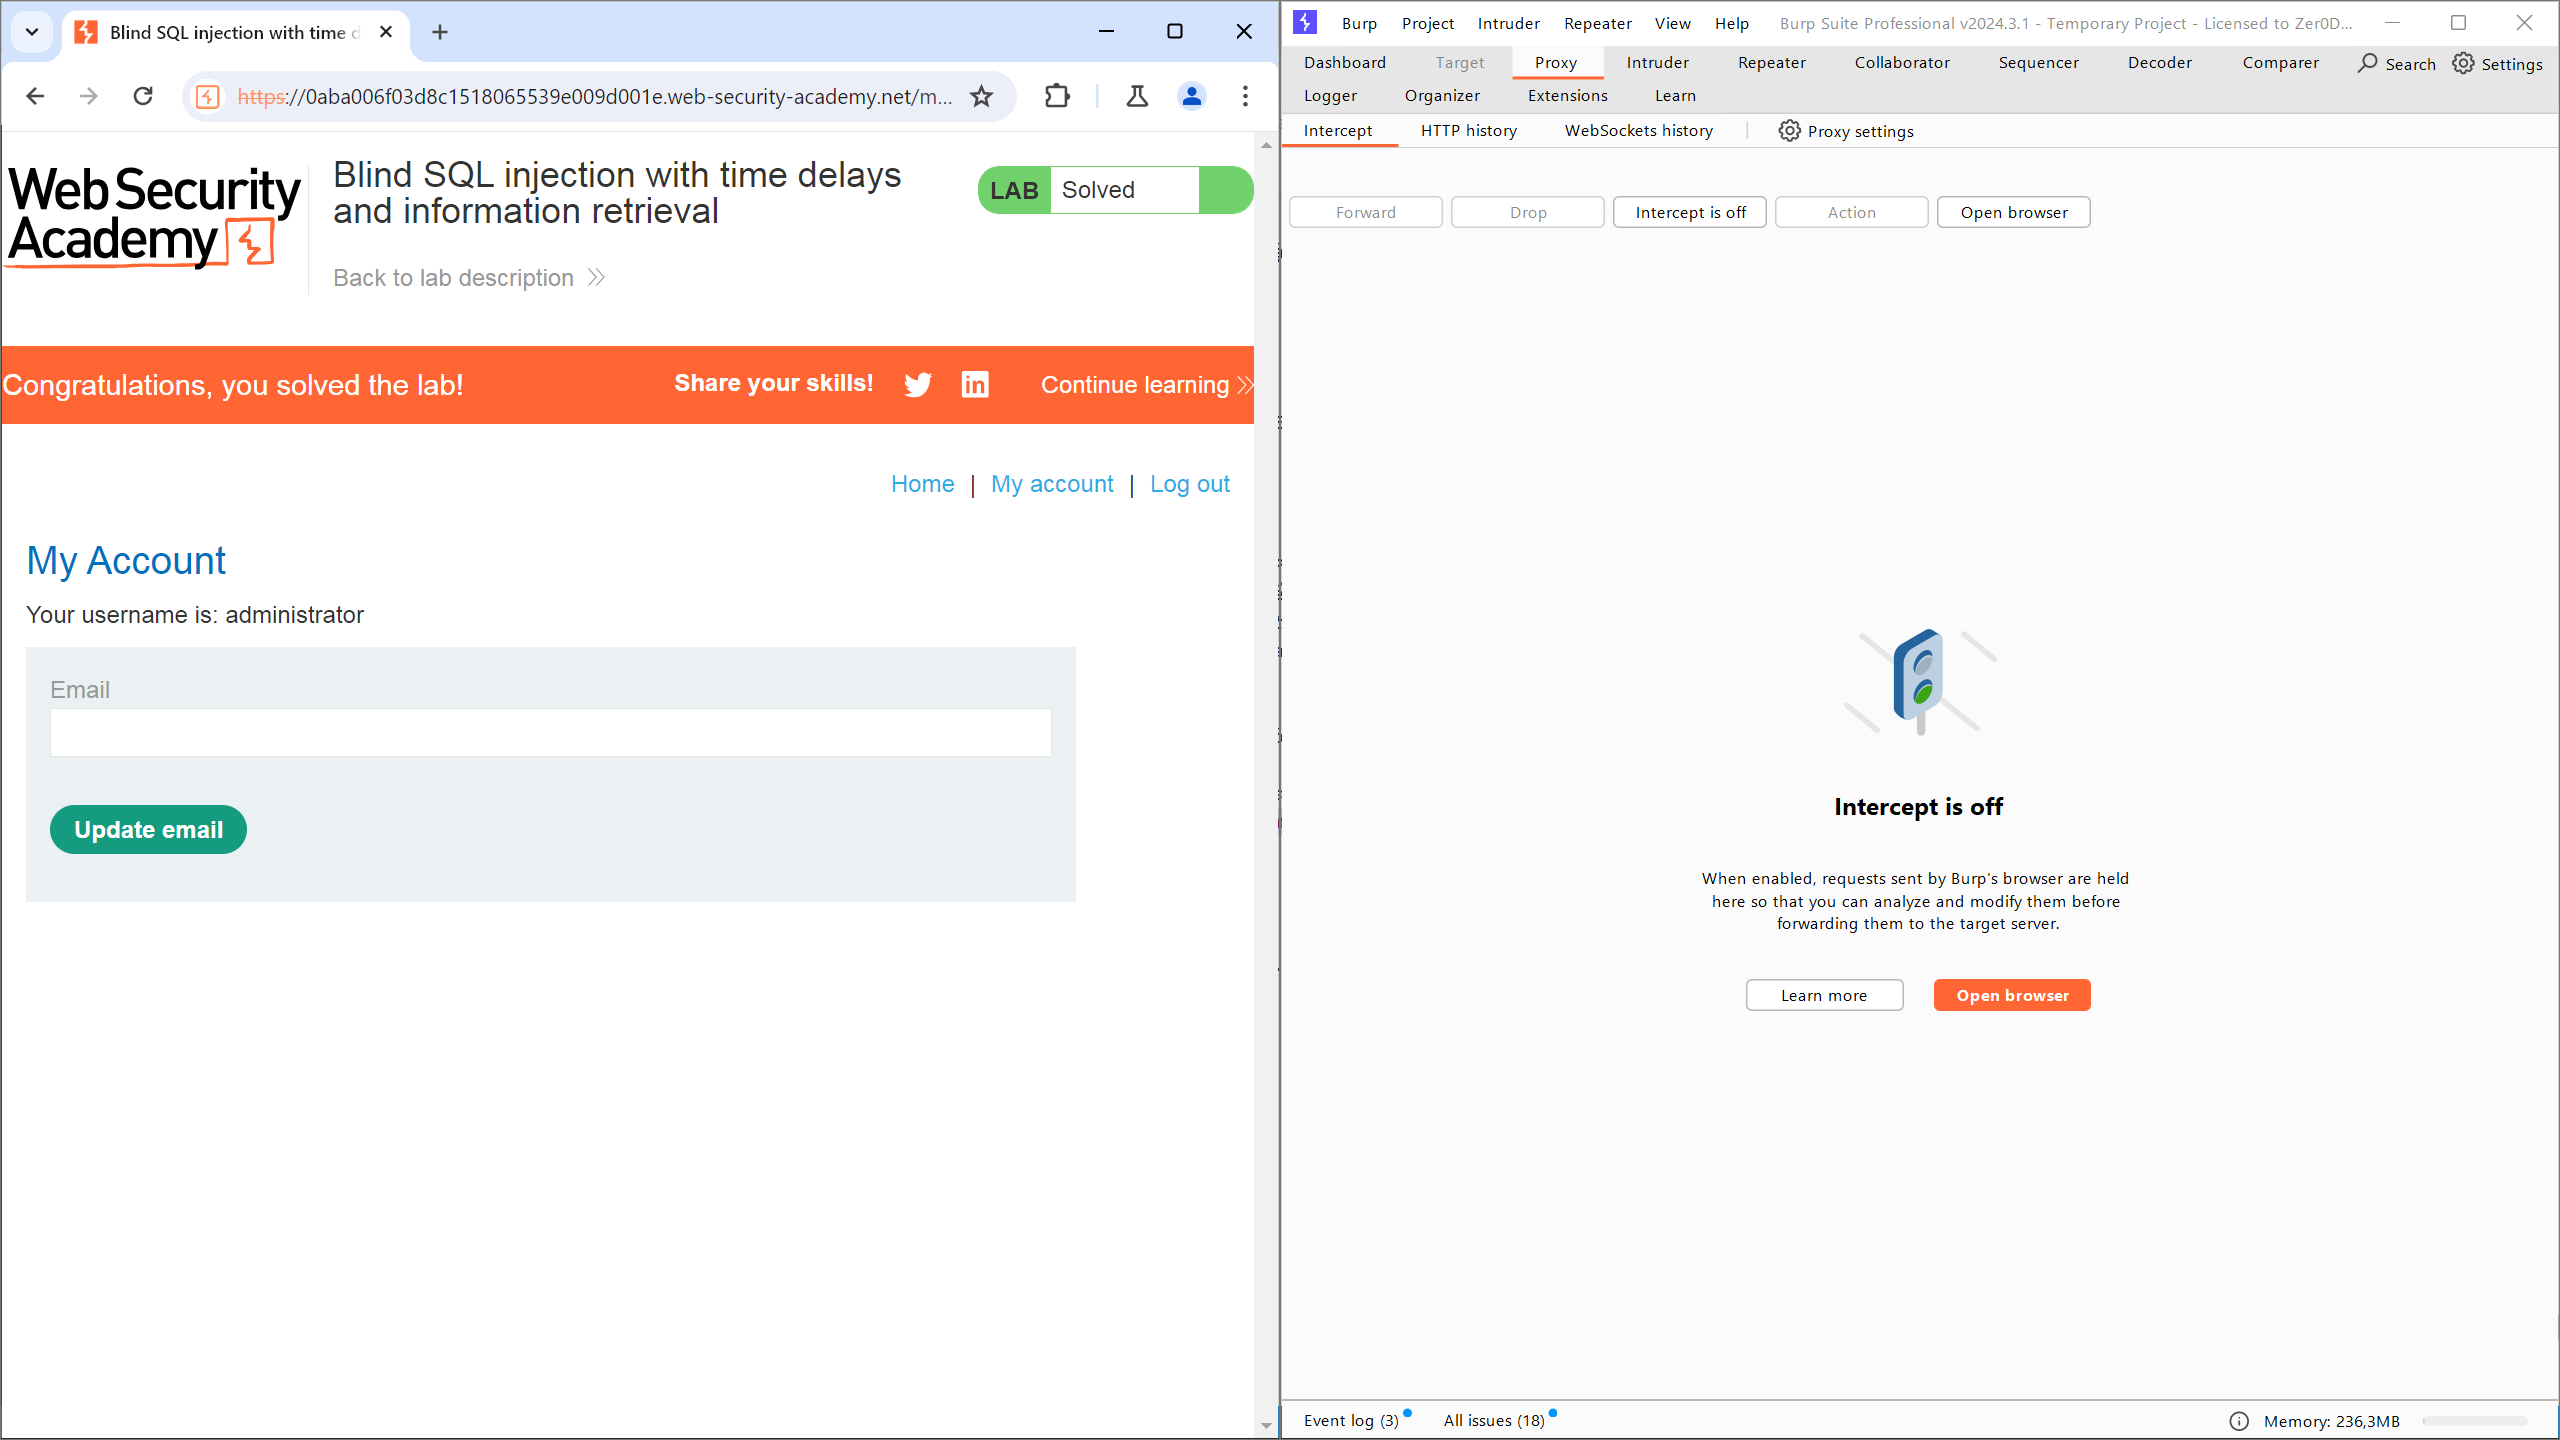 Blind SQL injection with time d
https://0aba006f03d8c1518065539e009d001e.web-security-academy.net/m...
Web Security
Academy
Blind SQL injection with time delays
and information retrieval
Back to lab description
LAB Solved
Congratulations, you solved the lab!
Share your skills!
Continue learning
Home | My account | Log out
My Account
Your username is: administrator
Email
Update email
Burp Project Intruder Repeater View Help Burp Suite Professional v2024.3.1 - Temporary Project - Licensed to Zer0D...
Dashboard Target Proxy Intruder Repeater Collaborator Sequencer Decoder Comparer Search Settings
Logger Organizer Extensions Learn
Intercept HTTP history WebSockets history Proxy settings
Forward Drop Intercept is off Action Open browser
Intercept is off
When enabled, requests sent by Burp's browser are held
here so that you can analyze and modify them before
forwarding them to the target server.
Learn more Open browser
Event log (3) All issues (18) Memory: 236,3MB